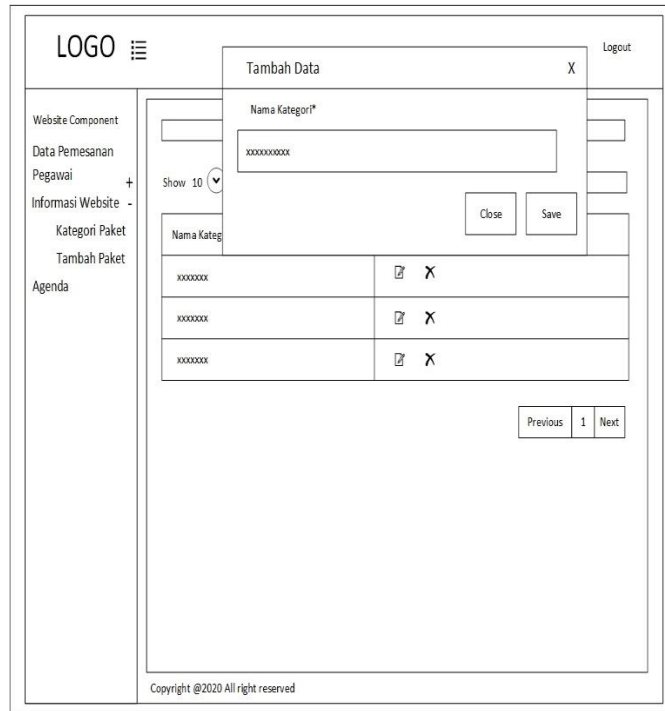 LOGO
Logout
Tambah Data X
Nama Kategori*
xxxxxxxxxx
Close Save
Website Component
Data Pemesanan
Pegawai +
Informasi Website -
Kategori Paket
Tambah Paket
Agenda
Show 10
Nama Kateg
xxxxxxx
xxxxxxx
xxxxxxx
Previous 1 Next
Copyright @2020 All right reserved